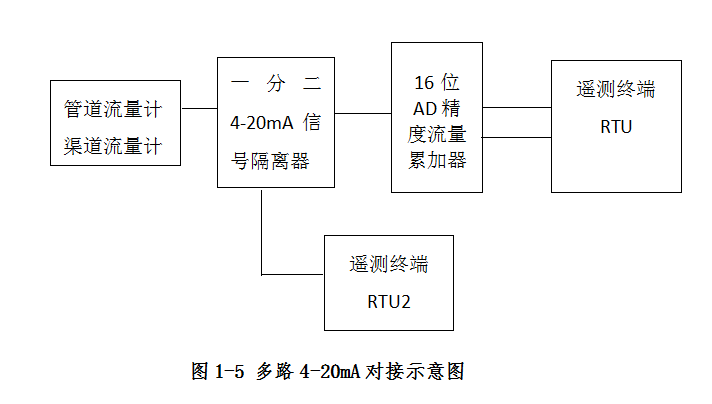 管道流量计
渠道流量计
一分二
4-20mA 信
号隔离器
16 位
AD 精
度流量
累加器
遥测终端
RTU
遥测终端
RTU2
图 1-5 多路 4-20mA 对接示意图